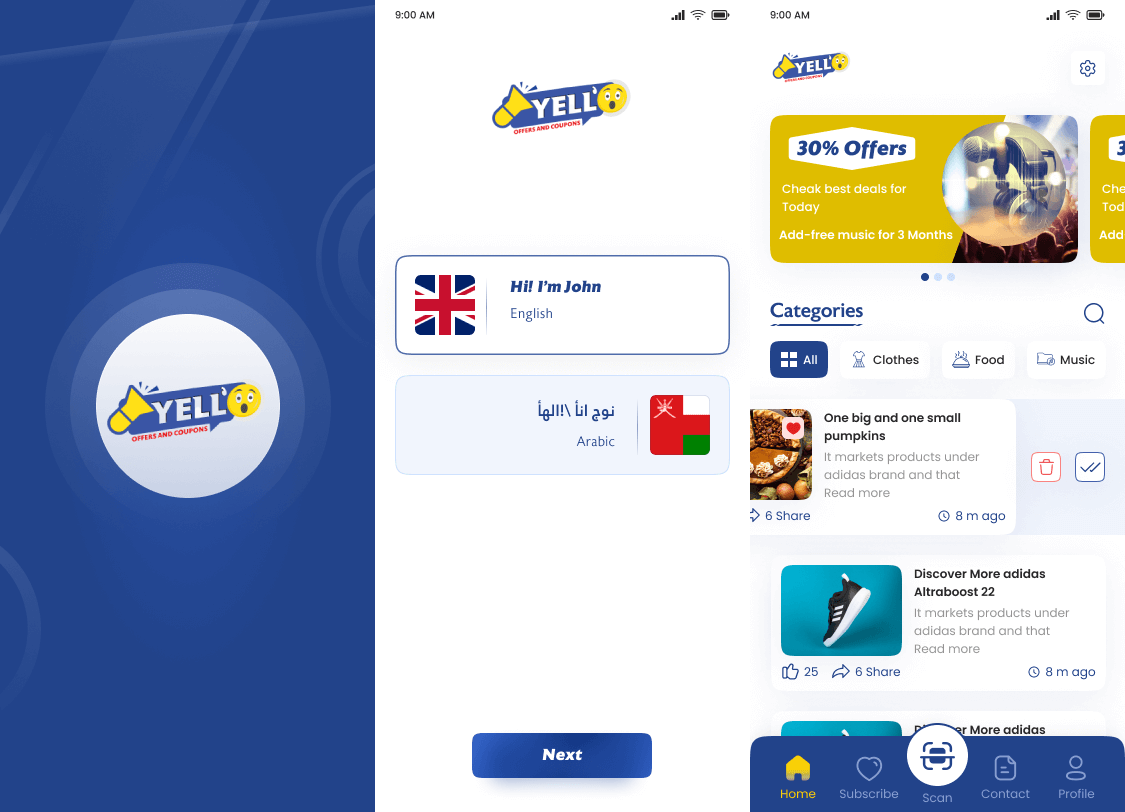 YELL'O
OFFERS AND COUPONS
9:00 AM
YELL'O
OFFERS AND COUPONS
Hi! I'm John
English
نوج انأ \!الهأ
Arabic
Next
9:00 AM
YELL'O
OFFERS AND COUPONS
30% Offers
Cheak best deals for
Today
Add-free music for 3 Months
3
Che
Tod
Add
Categories
All
Clothes
Food
Music
One big and one small
pumpkins
It markets products under
adidas brand and that
Read more
6 Share
8 m ago
Discover More adidas
Altraboost 22
It markets products under
adidas brand and that
Read more
25
6 Share
8 m ago
Discover More adidas
Home
Subscribe
Scan
Contact
Profile